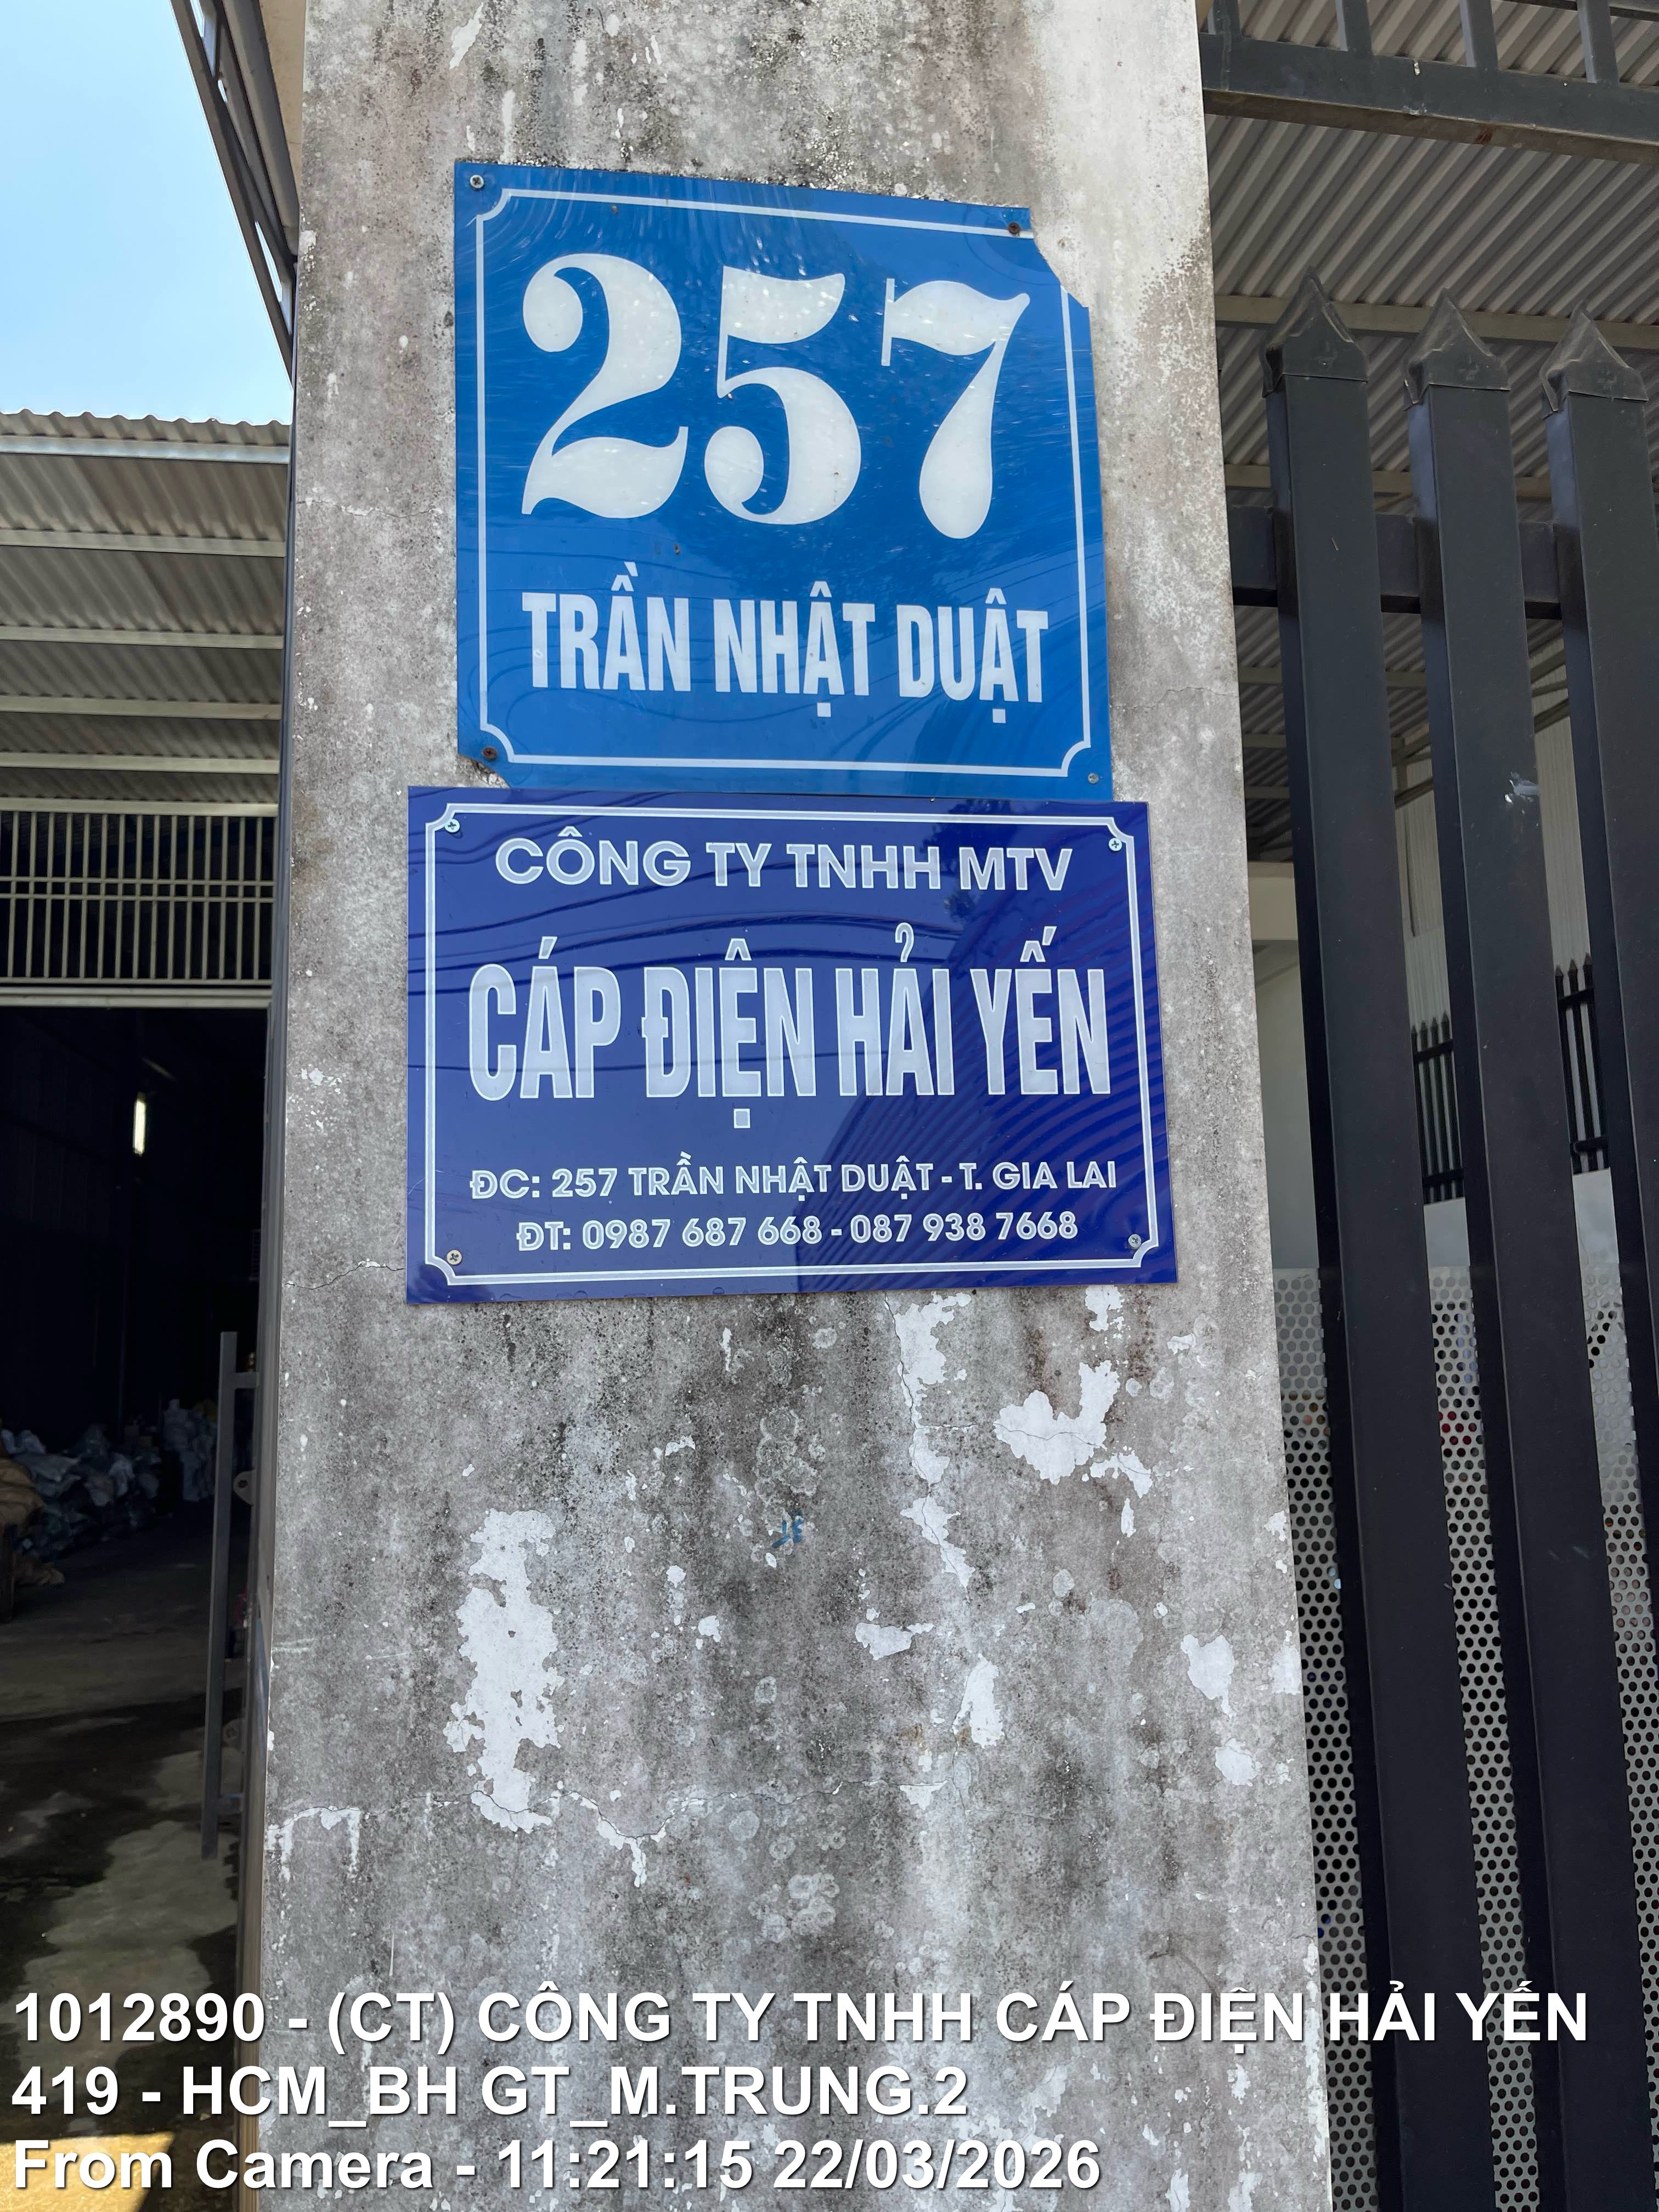 257
TRẦN NHẬT DUẬT
CÔNG TY TNHH MTV
CÁP ĐIỆN HẢI YẾN
ĐC: 257 TRẦN NHẬT DUẬT - T. GIA LAI
ĐT: 0987 687 668 - 087 938 7668
1012890 - (CT) CÔNG TY TNHH CÁP ĐIỆN HẢI YẾN
419 - HCM_BH GT_M.TRUNG.2
From Camera - 11:21:15 22/03/2026